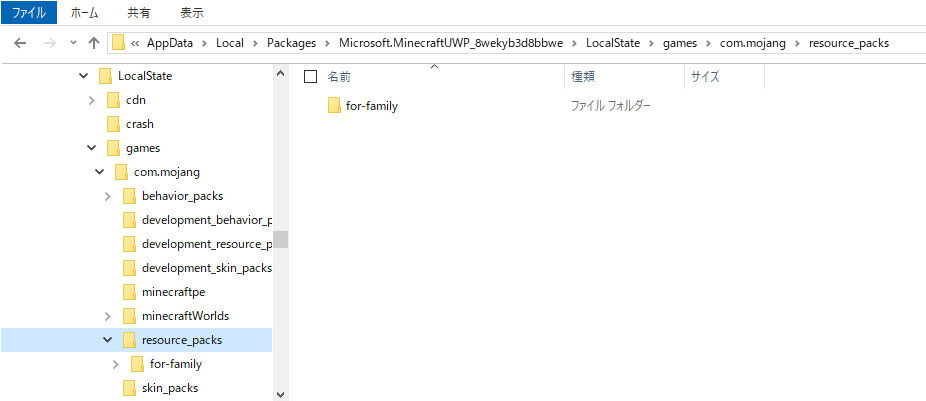 ファイル ホーム 共有 表示
« AppData > Local > Packages > Microsoft.MinecraftUWP_8wekyb3d8bbwe > LocalState > games > com.mojang > resource_packs
名前 種類 サイズ
for-family ファイル フォルダー
LocalState
cdn
crash
games
com.mojang
behavior_packs
development_behavior_p
development_resource_p
development_skin_packs
minecraftpe
minecraftWorlds
resource_packs
for-family
skin_packs